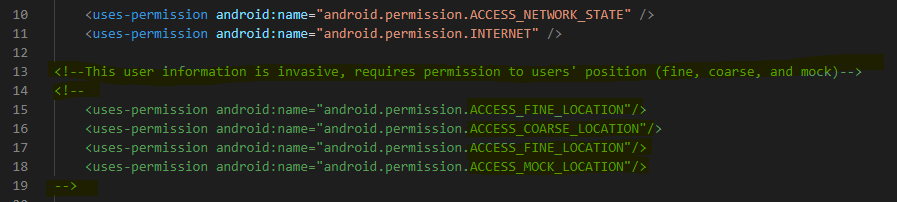 10 <uses-permission android:name="android.permission.ACCESS_NETWORK_STATE" />
11 <uses-permission android:name="android.permission.INTERNET" />
12
13 <!--This user information is invasive, requires permission to users' position (fine, coarse, and mock)-->
14 <!--
15 <uses-permission android:name="android.permission.ACCESS_FINE_LOCATION"/>
16 <uses-permission android:name="android.permission.ACCESS_COARSE_LOCATION"/>
17 <uses-permission android:name="android.permission.ACCESS_FINE_LOCATION"/>
18 <uses-permission android:name="android.permission.ACCESS_MOCK_LOCATION"/>
19 -->